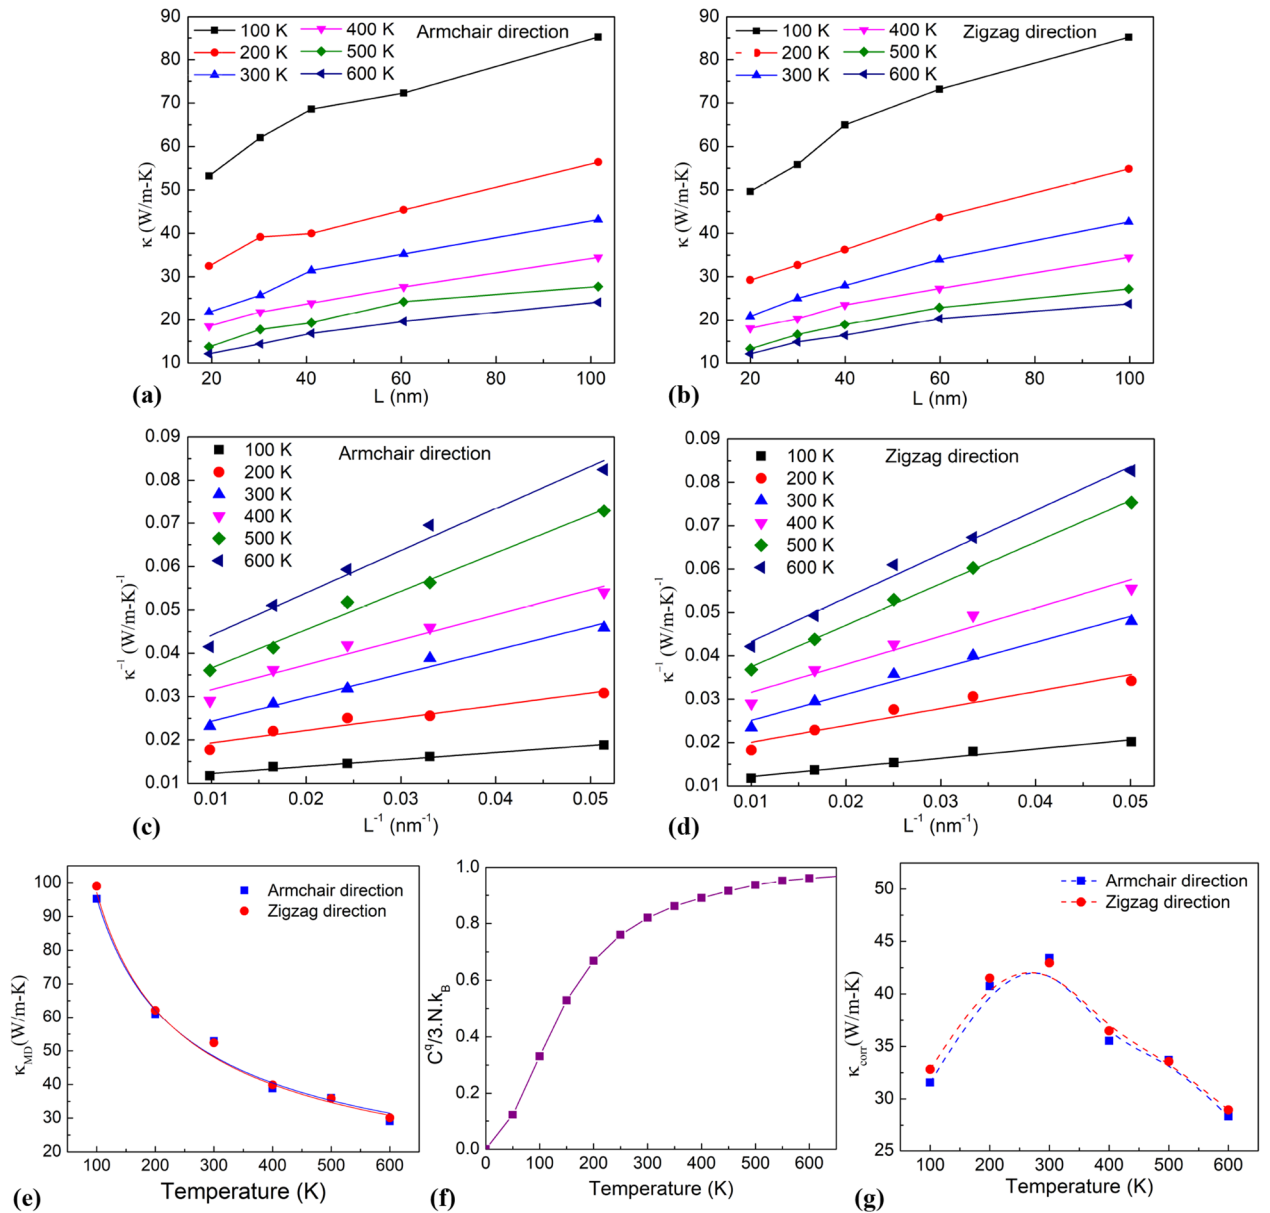 90
80
70
60
50
40
30
20
10
κ (W/m-K)
100 K
200 K
300 K
400 K
500 K
600 K
Armchair direction
20 40 60 80 100
L (nm)
(a)
90
80
70
60
50
40
30
20
10
κ (W/m-K)
100 K
200 K
300 K
400 K
500 K
600 K
Zigzag direction
20 40 60 80 100
L (nm)
(b)
0.09
0.08
0.07
0.06
0.05
0.04
0.03
0.02
0.01
κ⁻¹ (W/m-K)⁻¹
100 K
200 K
300 K
400 K
500 K
600 K
Armchair direction
0.01 0.02 0.03 0.04 0.05
L⁻¹ (nm⁻¹)
(c)
0.09
0.08
0.07
0.06
0.05
0.04
0.03
0.02
0.01
κ⁻¹ (W/m-K)⁻¹
100 K
200 K
300 K
400 K
500 K
600 K
Zigzag direction
0.01 0.02 0.03 0.04 0.05
L⁻¹ (nm⁻¹)
(d)
100
90
80
70
60
50
40
30
20
κMD(W/m-K)
Armchair direction
Zigzag direction
100 200 300 400 500 600
Temperature (K)
(e)
1.0
0.8
0.6
0.4
0.2
0.0
C^q/3.N.kB
0 100 200 300 400 500 600
Temperature (K)
(f)
50
45
40
35
30
25
κcorr(W/m-K)
Armchair direction
Zigzag direction
100 200 300 400 500 600
Temperature (K)
(g)